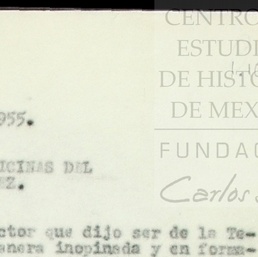 CENTRO
ESTUDI
DE HISTO
DE MEX
FUNDAC
Carlos S
955.
ICINAS DEL
EZ.
ctor que dijo ser de la Te-
anera inopinada y en forma-